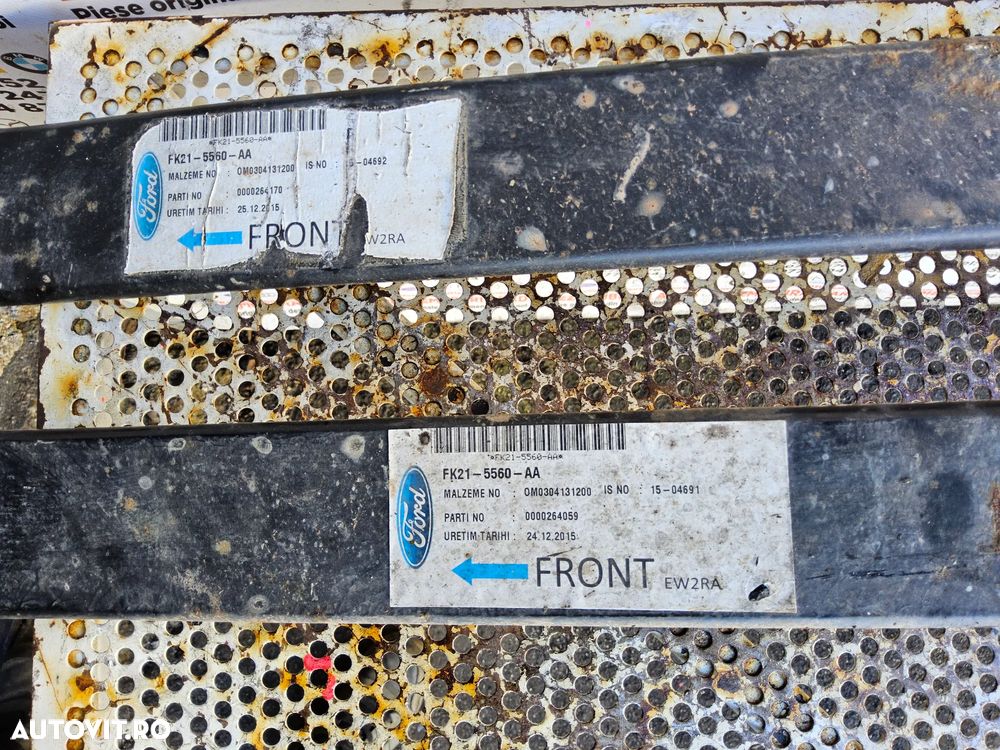 Diese origina
*FK21-5560-AA*
FK21-5560-AA
MALZEME NO : OM0304131200 IS NO : 15-04692
PARTI NO : 0000264170
URETIM TARIHI : 25.12.2015
Ford
FRONT EW2RA
*FK21-5560-AA*
FK21-5560-AA
MALZEME NO : OM0304131200 IS NO : 15-04691
PARTI NO : 0000264059
URETIM TARIHI : 24.12.2015
Ford
FRONT EW2RA
AUTOVIT.RO